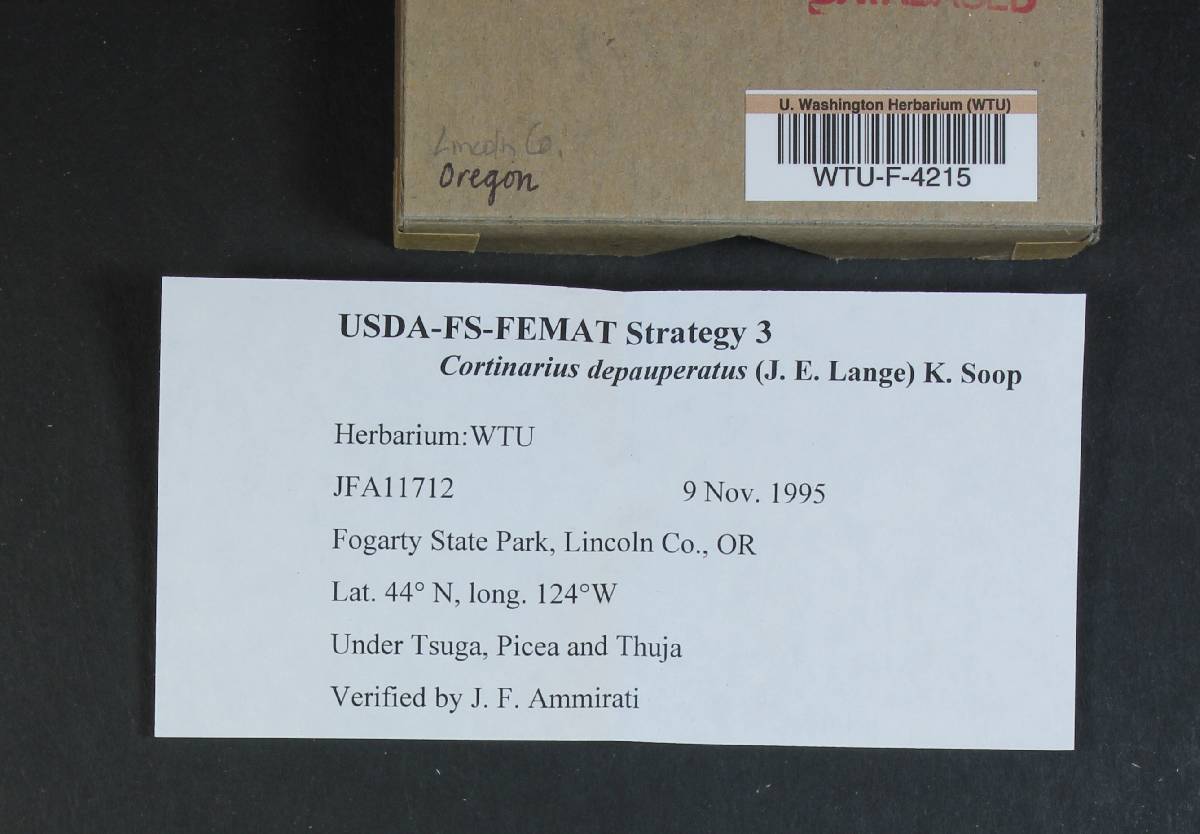 DATABASED
U. Washington Herbarium (WTU)
WTU-F-4215
Lincoln Co.
Oregon
USDA-FS-FEMAT Strategy 3
Cortinarius depauperatus (J. E. Lange) K. Soop
Herbarium: WTU
JFA11712 9 Nov. 1995
Fogarty State Park, Lincoln Co., OR
Lat. 44° N, long. 124°W
Under Tsuga, Picea and Thuja
Verified by J. F. Ammirati